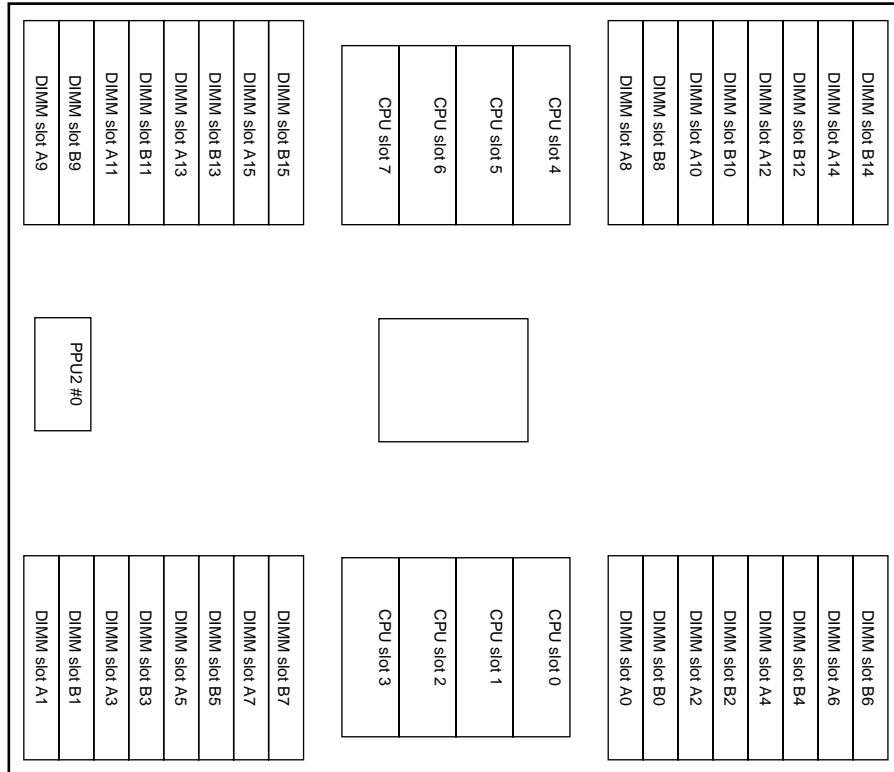 DIMM slot A9
DIMM slot B9
DIMM slot A11
DIMM slot B11
DIMM slot A13
DIMM slot B13
DIMM slot A15
DIMM slot B15
CPU slot 7
CPU slot 6
CPU slot 5
CPU slot 4
DIMM slot A8
DIMM slot B8
DIMM slot A10
DIMM slot B10
DIMM slot A12
DIMM slot B12
DIMM slot A14
DIMM slot B14
PPU2 #0
DIMM slot A1
DIMM slot B1
DIMM slot A3
DIMM slot B3
DIMM slot A5
DIMM slot B5
DIMM slot A7
DIMM slot B7
CPU slot 3
CPU slot 2
CPU slot 1
CPU slot 0
DIMM slot A0
DIMM slot B0
DIMM slot A2
DIMM slot B2
DIMM slot A4
DIMM slot B4
DIMM slot A6
DIMM slot B6